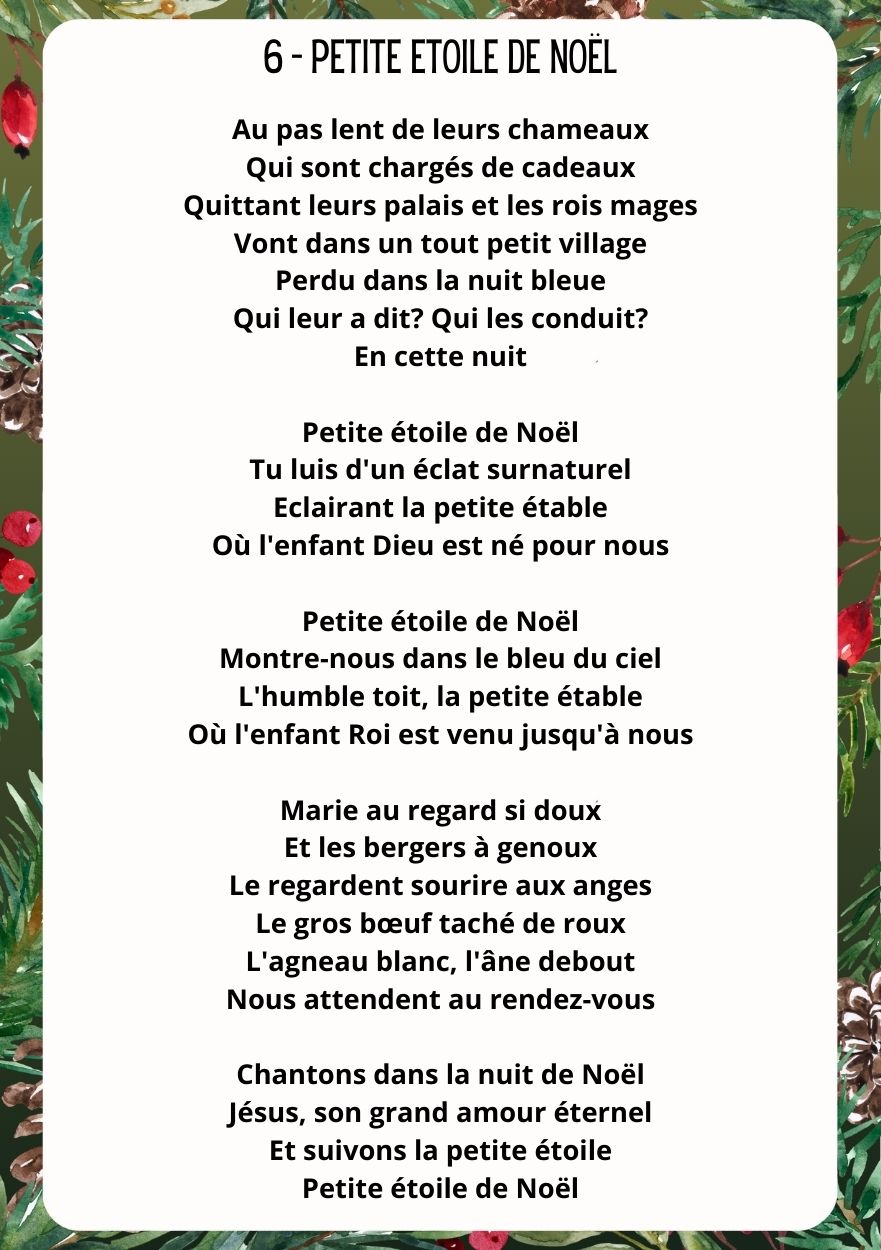 6 - PETITE ETOILE DE NOËL
Au pas lent de leurs chameaux
Qui sont chargés de cadeaux
Quittant leurs palais et les rois mages
Vont dans un tout petit village
Perdu dans la nuit bleue
Qui leur a dit? Qui les conduit?
En cette nuit
Petite étoile de Noël
Tu luis d'un éclat surnaturel
Eclairant la petite étable
Où l'enfant Dieu est né pour nous
Petite étoile de Noël
Montre-nous dans le bleu du ciel
L'humble toit, la petite étable
Où l'enfant Roi est venu jusqu'à nous
Marie au regard si doux
Et les bergers à genoux
Le regardent sourire aux anges
Le gros bœuf taché de roux
L'agneau blanc, l'âne debout
Nous attendent au rendez-vous
Chantons dans la nuit de Noël
Jésus, son grand amour éternel
Et suivons la petite étoile
Petite étoile de Noël